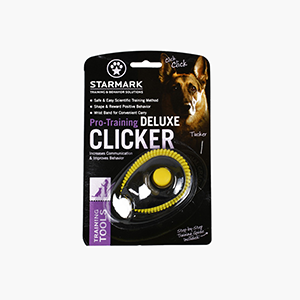 Click
Click
STARMARK
TRAINING & BEHAVIOR SOLUTIONS
• Safe & Easy Scientific Training Method
• Shape & Reward Positive Behavior
• Wrist Band for Convenient Carry
Pro-Training DELUXE
CLICKER
Increases Communication
& Improves Behavior
Tucker
TRAINING
TOOLS
Step by Step
Training Guide
Included